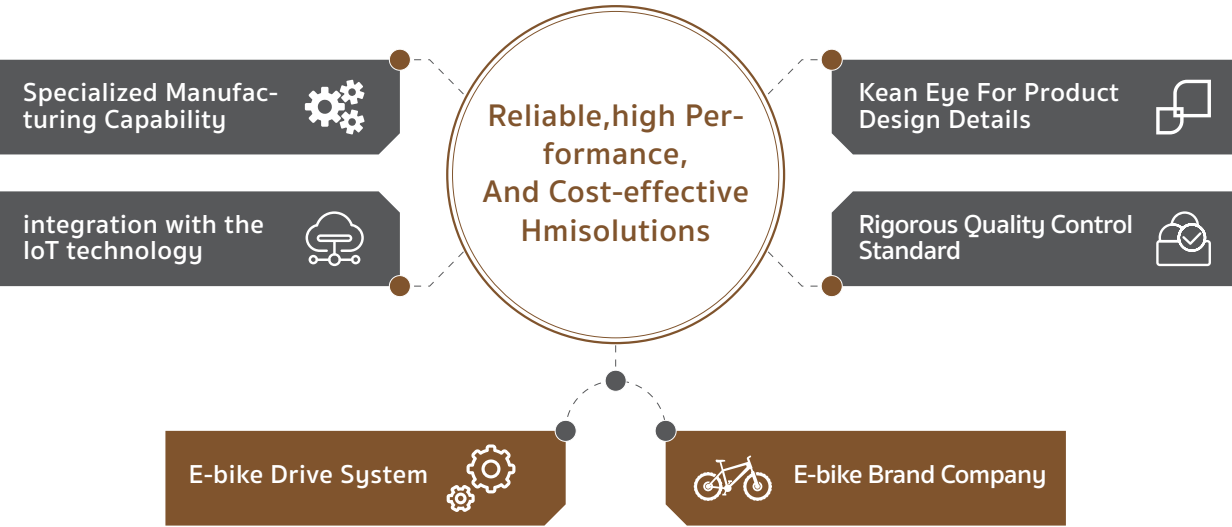 Specialized Manufac-
turing Capability
integration with the
IoT technology
Reliable,high Per-
formance,
And Cost-effective
Hmisolutions
Kean Eye For Product
Design Details
Rigorous Quality Control
Standard
E-bike Drive System
E-bike Brand Company